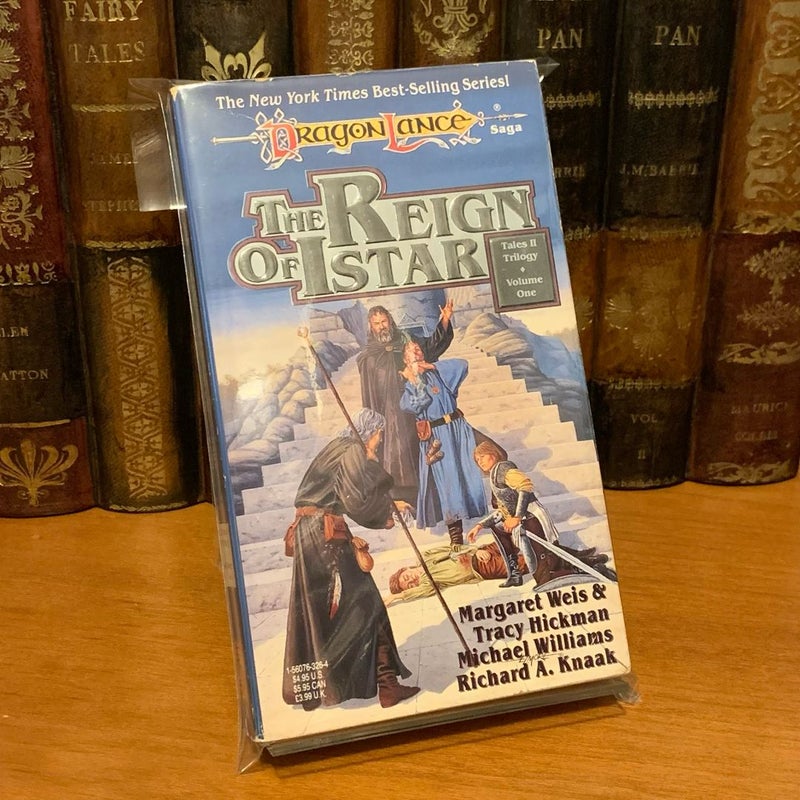 FAIRY
TALES
PAN
PAN
J.M. BARRIE
VOL
II
The New York Times Best-Selling Series!
DRAGONLANCE®
Saga
THE REIGN
OF ISTAR
Tales II
Trilogy
Volume
One
Margaret Weis &
Tracy Hickman
Michael Williams
Richard A. Knaak
1-56076-326-4
$4.95 U.S.
$5.95 CAN
£3.99 U.K.